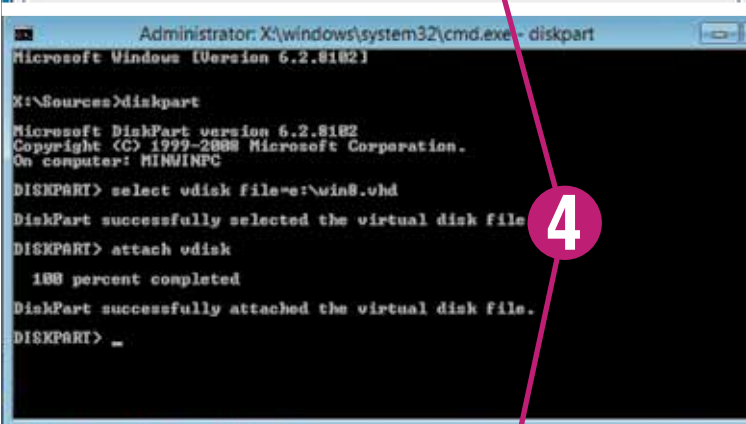 Administrator: X:\windows\system32\cmd.exe - diskpart
Microsoft Windows [Version 6.2.8102]
X:\Sources>diskpart
Microsoft DiskPart version 6.2.8102
Copyright (C) 1999-2008 Microsoft Corporation.
On computer: MINWINPC
DISKPART> select vdisk file=e:\win8.vhd
DiskPart successfully selected the virtual disk file
4
DISKPART> attach vdisk
100 percent completed
DiskPart successfully attached the virtual disk file.
DISKPART> _